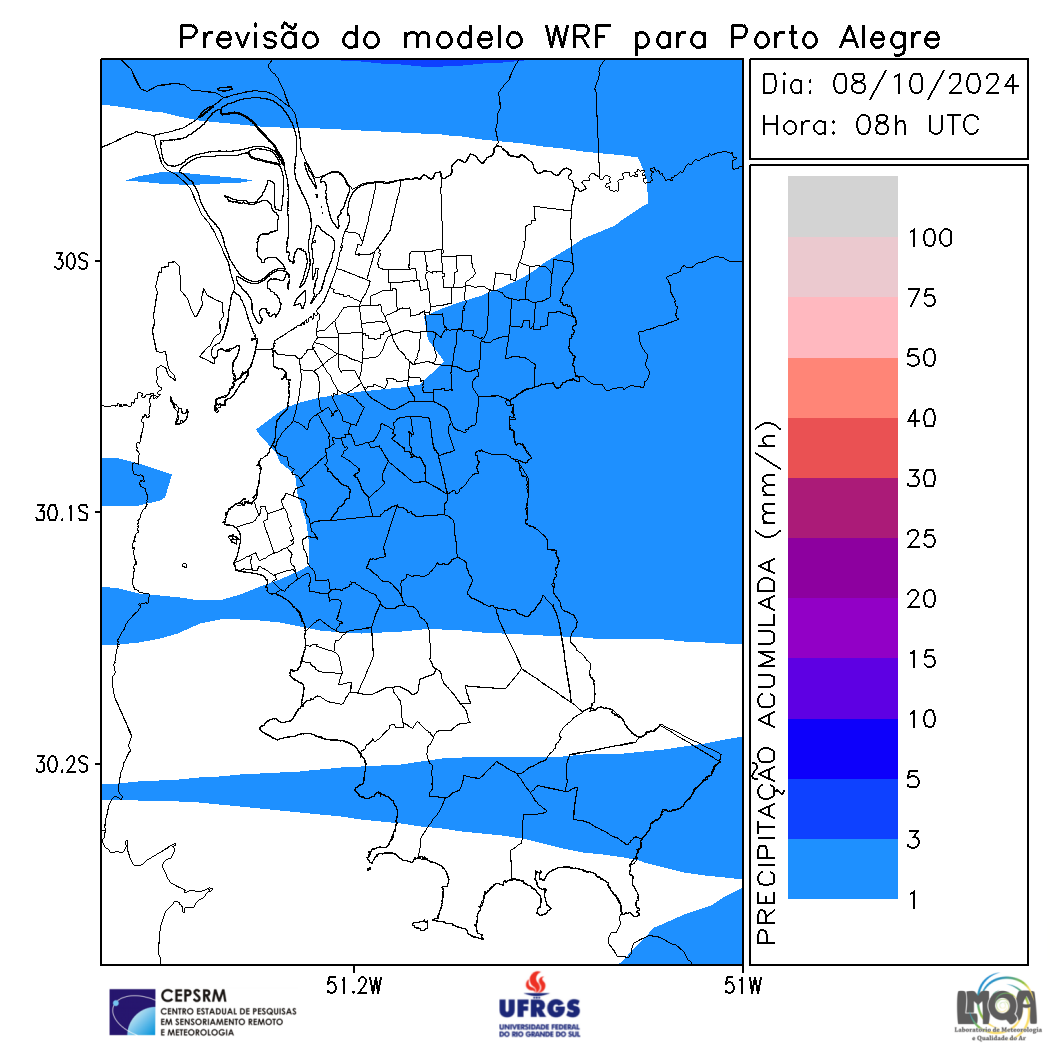 Previsão do modelo WRF para Porto Alegre
Dia: 08/10/2024
Hora: 08h UTC
30S
30.1S
30.2S
51.2W
51W
PRECIPITAÇÃO ACUMULADA (mm/h)
100
75
50
40
30
25
20
15
10
5
3
1
CEPSRM
CENTRO ESTADUAL DE PESQUISAS
EM SENSORIAMENTO REMOTO
E METEOROLOGIA
UFRGS
UNIVERSIDADE FEDERAL
DO RIO GRANDE DO SUL
LMQA
Laboratório de Meteorologia
e Qualidade do Ar